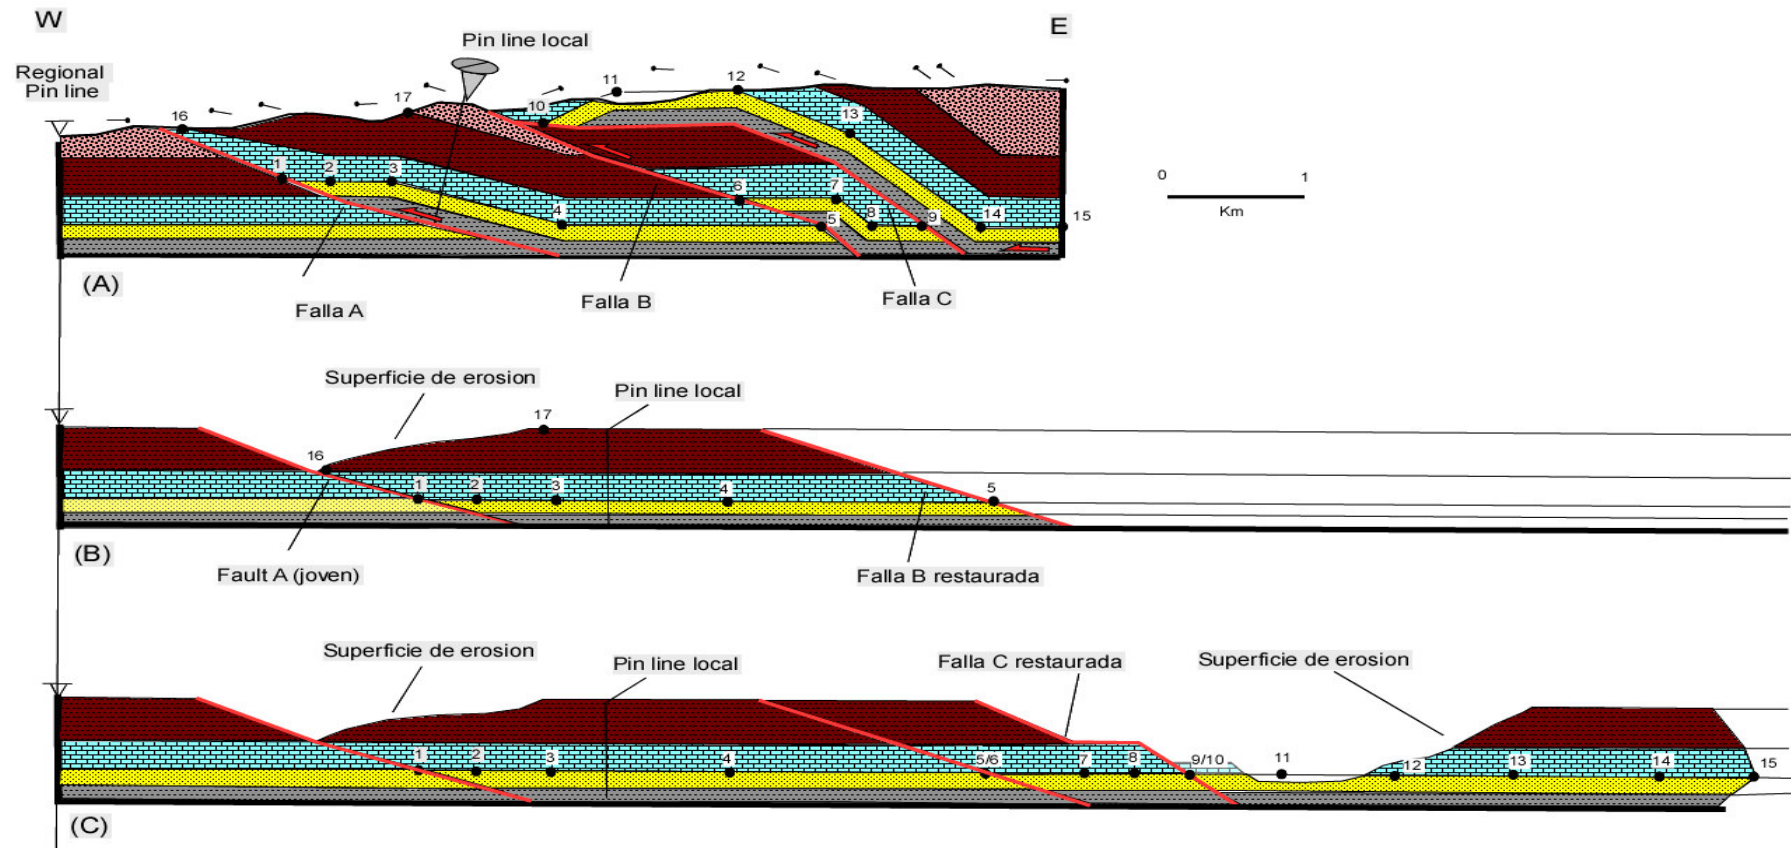 W
E
Pin line local
Regional
Pin line
16
17
10
11
12
13
0
1
Km
1
2
3
4
6
7
5
8
9
14
15
(A)
Falla A
Falla B
Falla C
Superficie de erosion
Pin line local
17
16
1
2
3
4
5
(B)
Fault A (joven)
Falla B restaurada
Superficie de erosion
Pin line local
Falla C restaurada
Superficie de erosion
1
2
3
4
5/6
7
8
9/10
11
12
13
14
15
(C)